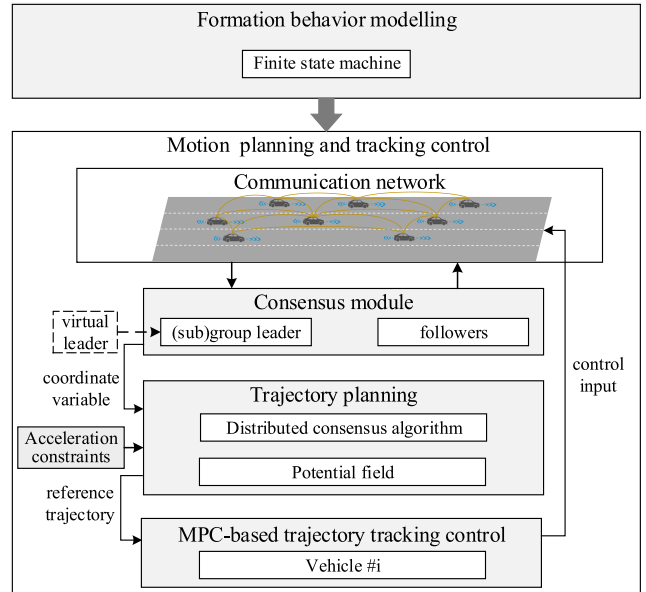 Formation behavior modelling
Finite state machine
Motion planning and tracking control
Communication network
Consensus module
virtual
leader
(sub)group leader
followers
coordinate
variable
control
input
Trajectory planning
Distributed consensus algorithm
Acceleration
constraints
Potential field
reference
trajectory
MPC-based trajectory tracking control
Vehicle #i